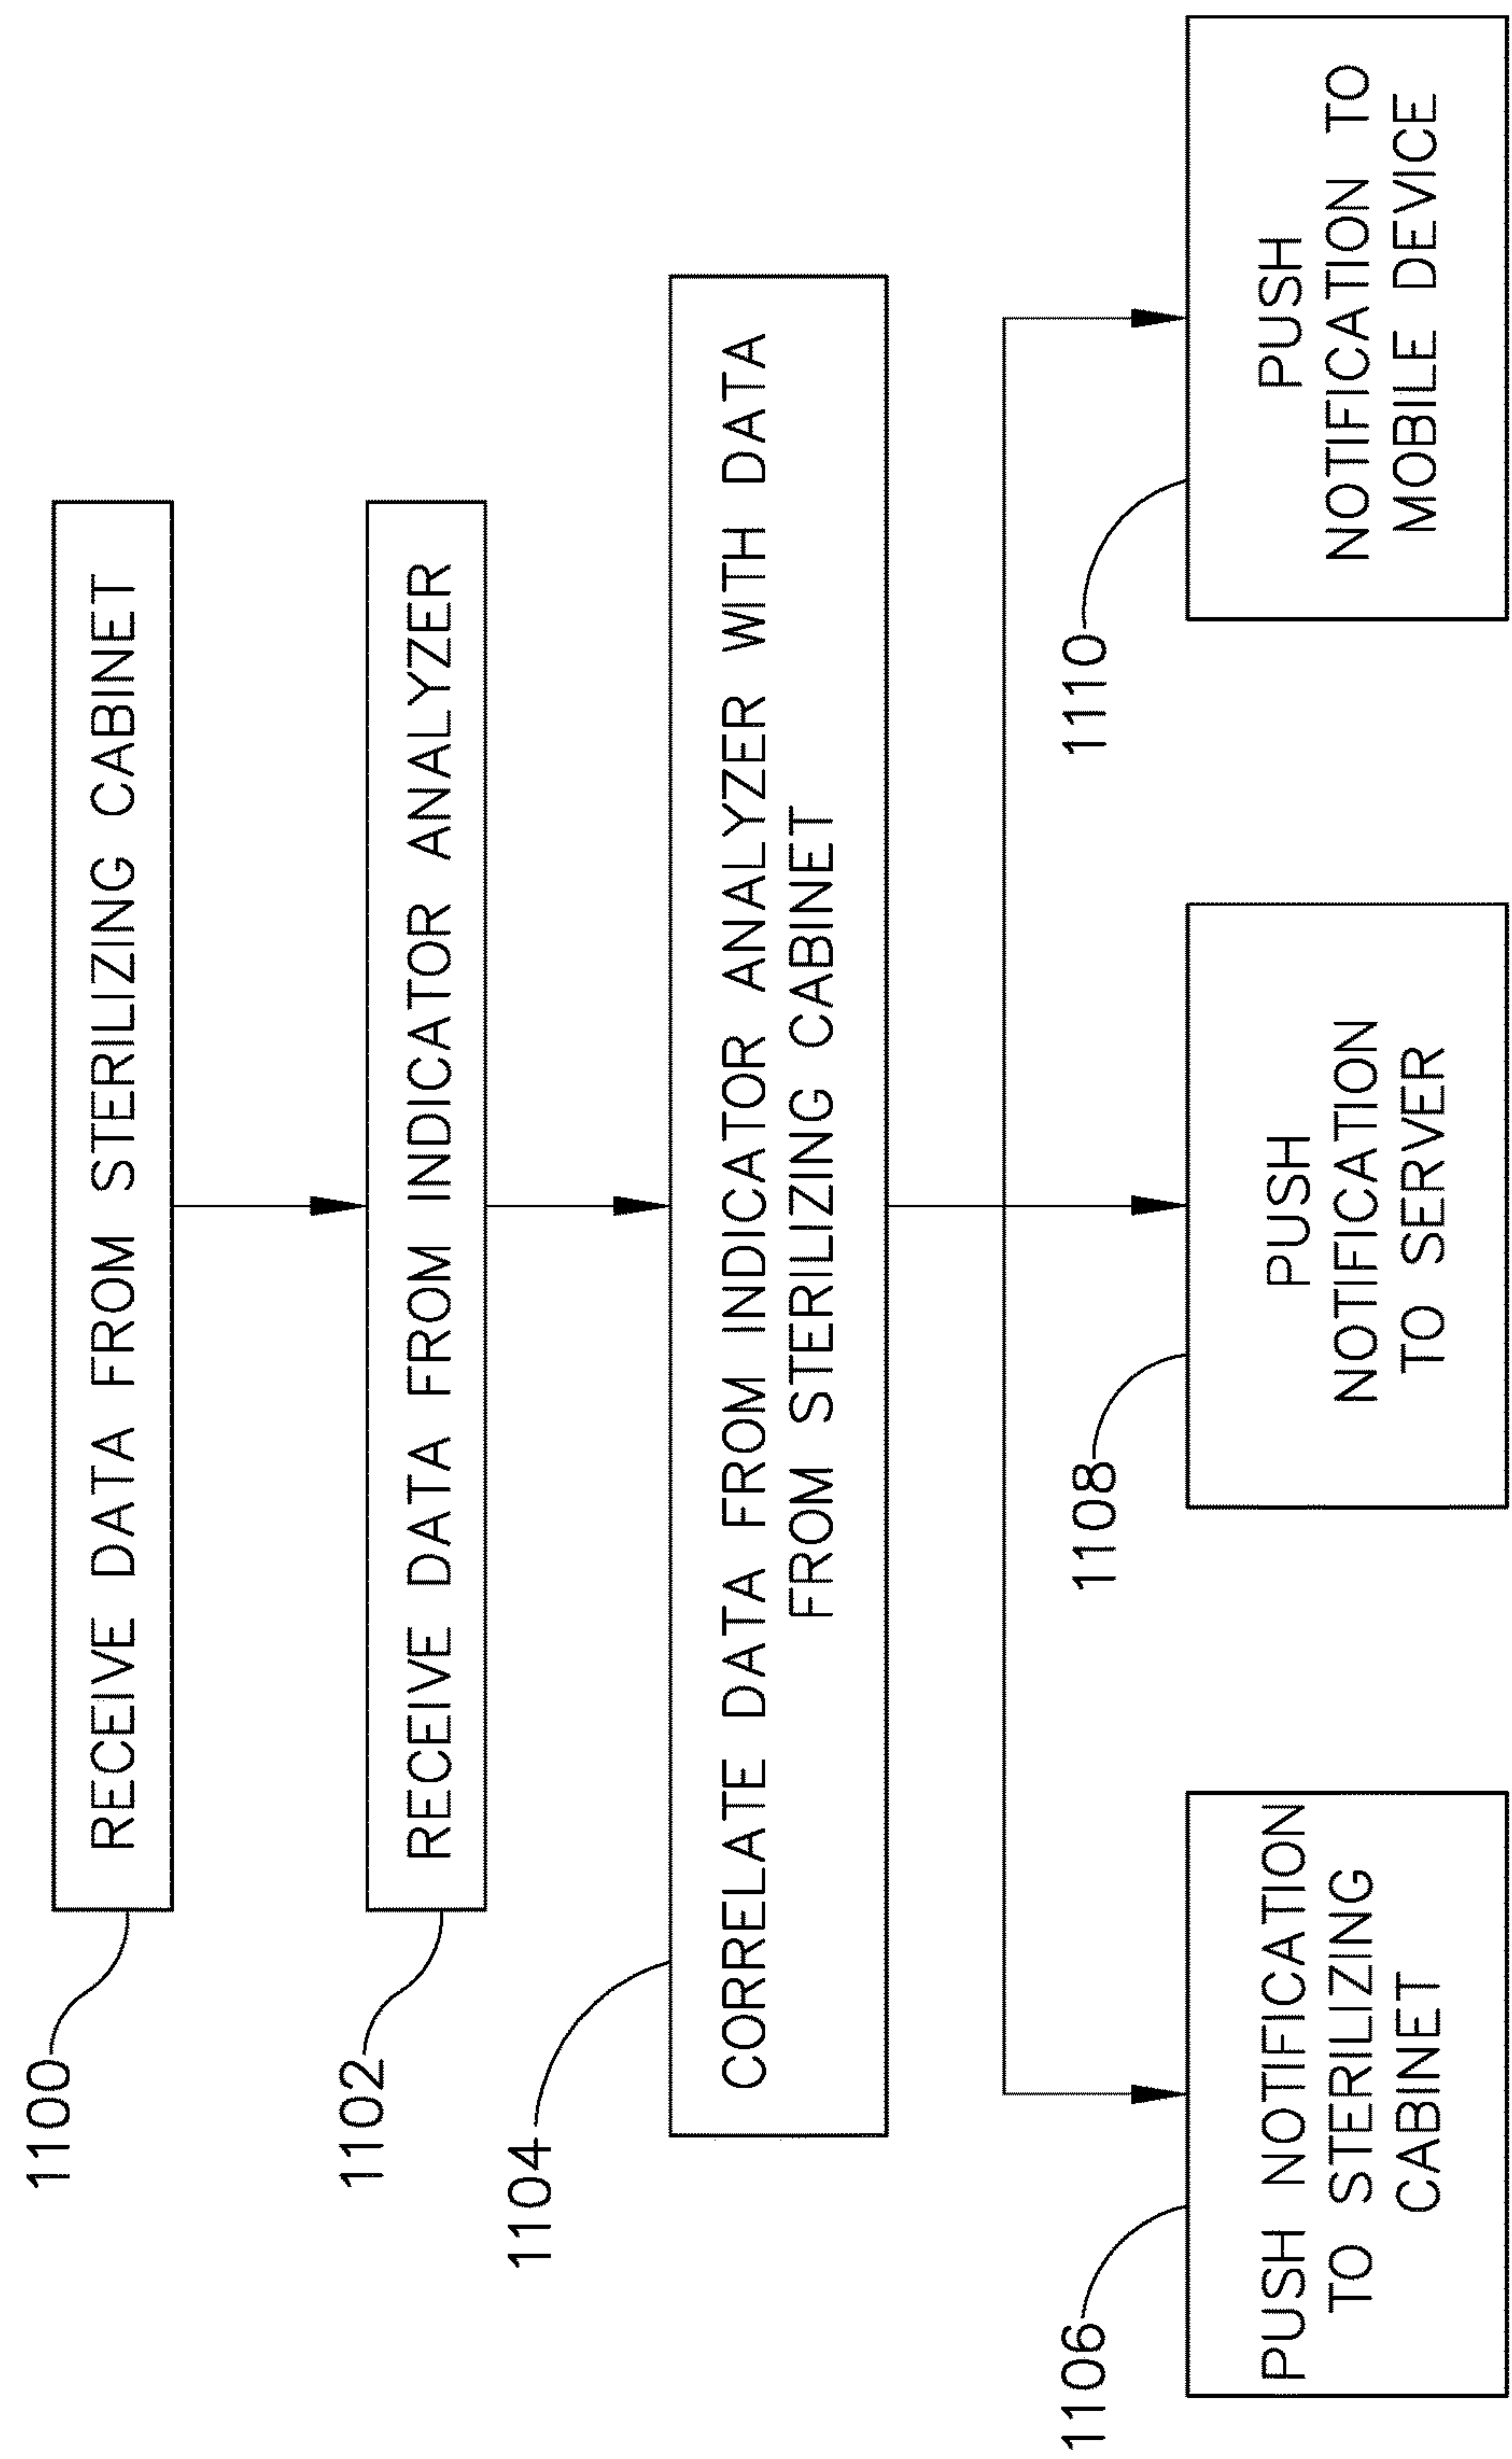 1100
RECEIVE DATA FROM STERILIZING CABINET
1102
RECEIVE DATA FROM INDICATOR ANALYZER
1104
CORRELATE DATA FROM INDICATOR ANALYZER WITH DATA
FROM STERILIZING CABINET
1106
PUSH NOTIFICATION
TO STERILIZING
CABINET
1108
PUSH
NOTIFICATION
TO SERVER
1110
PUSH
NOTIFICATION TO
MOBILE DEVICE